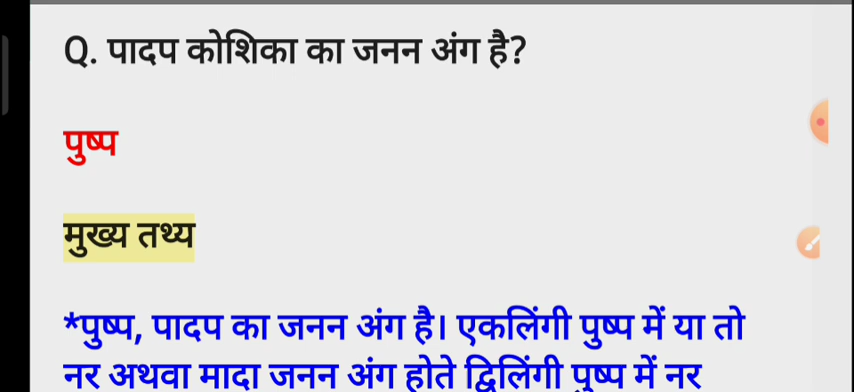 Q. पादप कोशिका का जनन अंग है?
पुष्प
मुख्य तथ्य
*पुष्प, पादप का जनन अंग है। एकलिंगी पुष्प में या तो
नर अथवा मादा जनन अंग होते द्विलिंगी पुष्प में नर